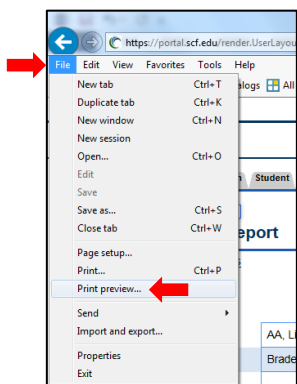 https://portal.scf.edu/render.UserLayou
File Edit View Favorites Tools Help
New tab Ctrl+T
alogs All
Duplicate tab Ctrl+K
New window Ctrl+N
New session
Open... Ctrl+O
Edit
Student
Save
Save as... Ctrl+S
Close tab Ctrl+W
eport
Page setup...
Print... Ctrl+P
Print preview...
Send
Import and export...
AA, Li
Properties
Brade
Exit